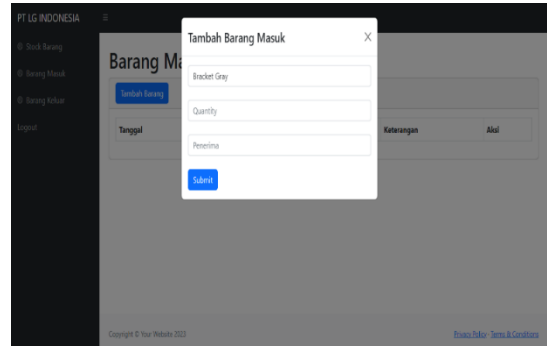 PT LG INDONESIA
Tambah Barang Masuk
X
Stock Barang
Barang Masuk
Barang Keluar
Logout
Barang Ma
Bracket Gray
Tambah Barang
Quantity
Tanggal
Keterangan
Aksi
Penerima
Submit
Copyright © Your Website 2023
Privacy Policy · Terms & Conditions